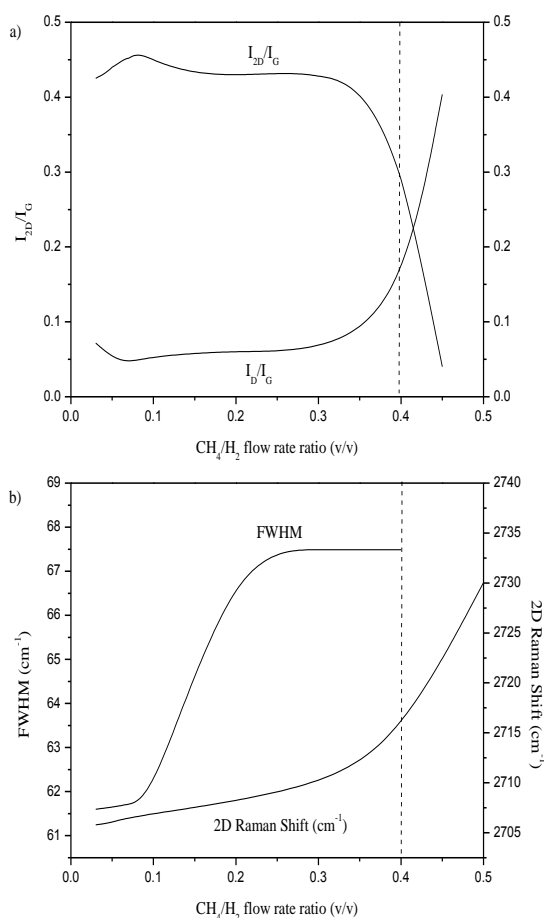 a)
0.5
0.4
0.3
0.2
0.1
0.0
I2D/IG
0.5
0.4
0.3
0.2
0.1
0.0
I2D/IG
ID/IG
0.0 0.1 0.2 0.3 0.4 0.5
CH4/H2 flow rate ratio (v/v)
b)
69
68
67
66
65
64
63
62
61
FWHM (cm-1)
2740
2735
2730
2725
2720
2715
2710
2705
2D Raman Shift (cm-1)
FWHM
2D Raman Shift (cm-1)
0.0 0.1 0.2 0.3 0.4 0.5
CH4/H2 flow rate ratio (v/v)